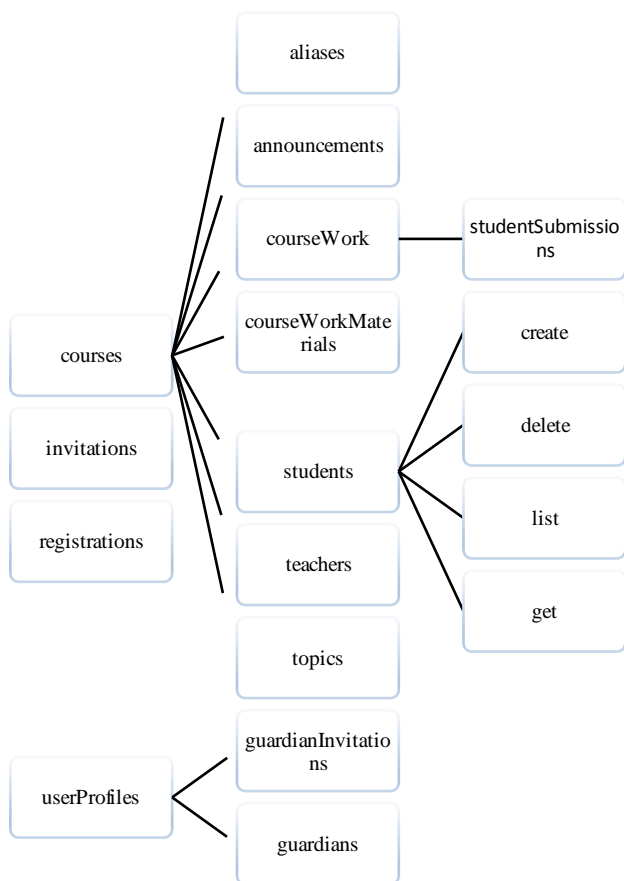 aliases
announcements
courseWork
studentSubmissio
ns
courseWorkMate
rials
create
courses
delete
invitations
students
list
registrations
teachers
get
topics
guardianInvitatio
ns
userProfiles
guardians